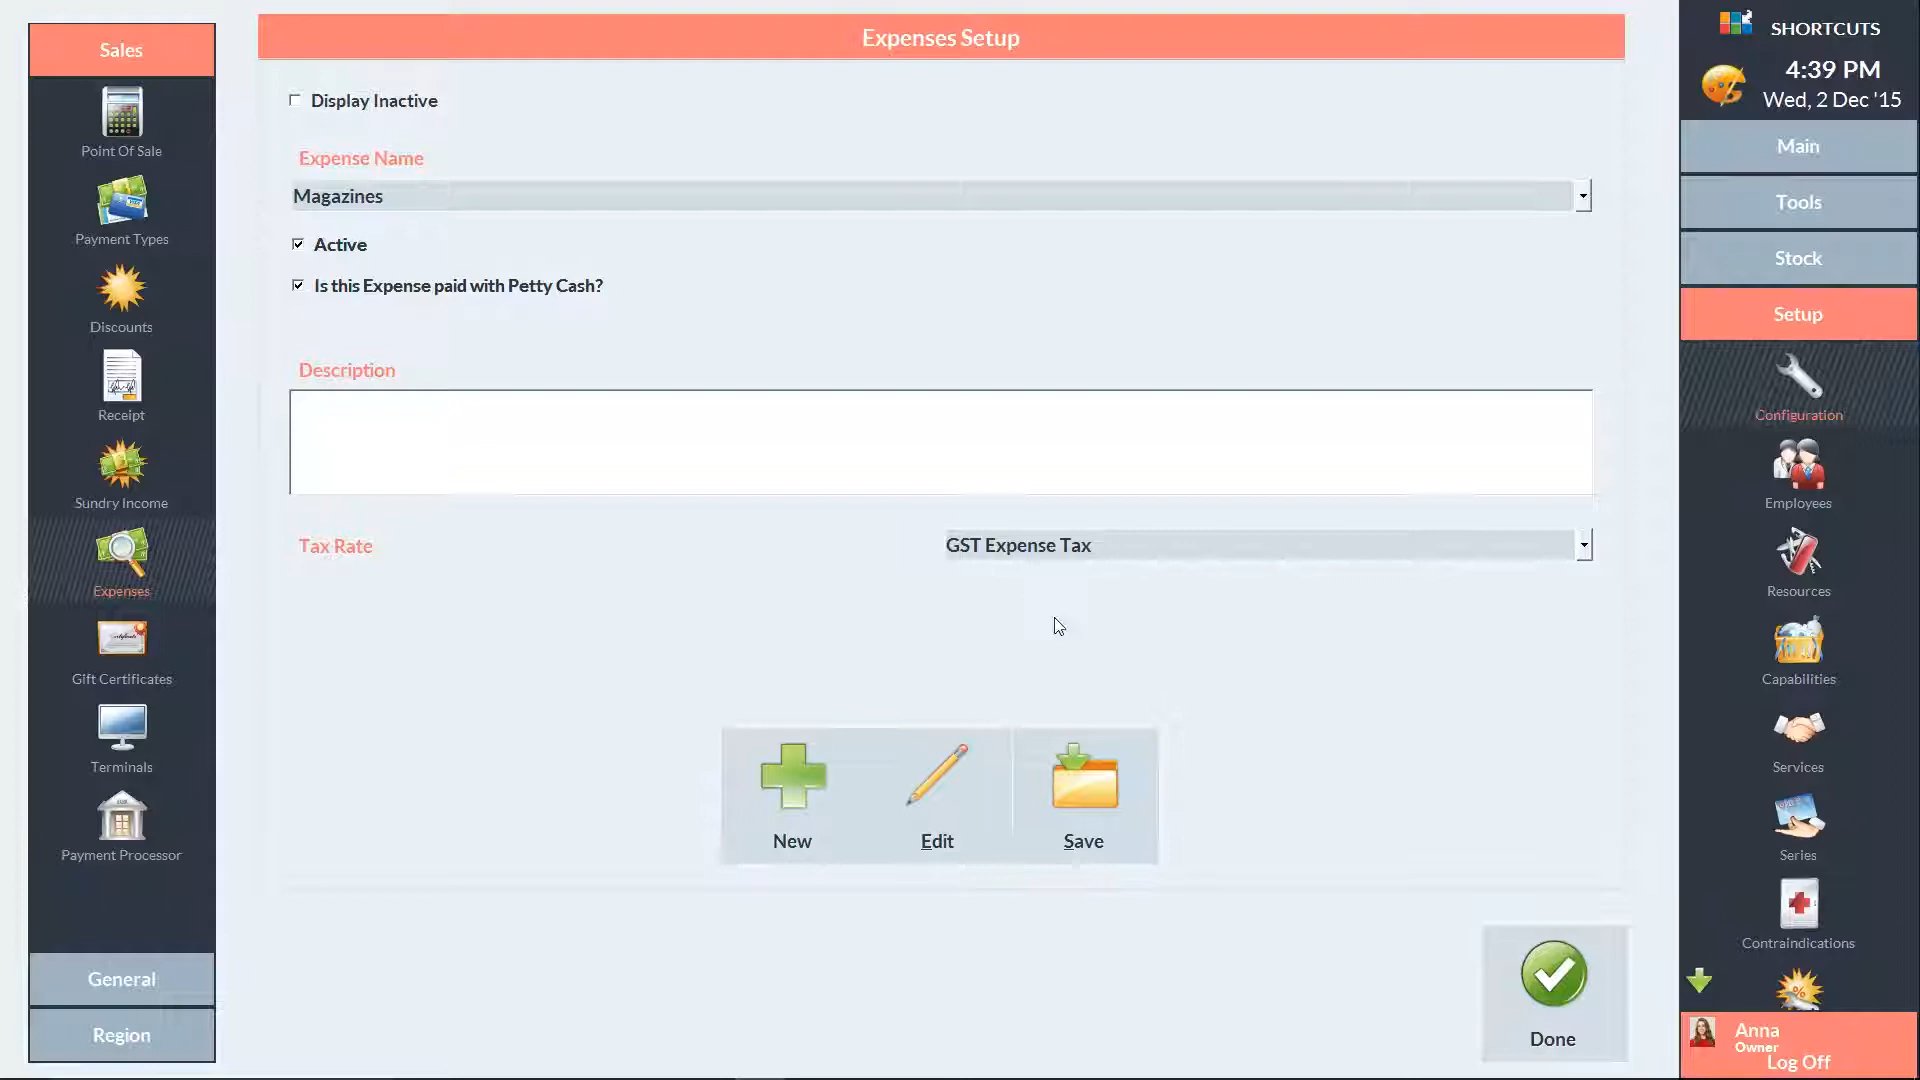 Sales
Point Of Sale
Payment Types
Discounts
Receipt
Sundry Income
Expenses
Gift Certificates
Terminals
Payment Processor
General
Region
Expenses Setup
Display Inactive
Expense Name
Magazines
Active
Is this Expense paid with Petty Cash?
Description
Tax Rate
GST Expense Tax
New
Edit
Save
Done
SHORTCUTS
4:39 PM
Wed, 2 Dec '15
Main
Tools
Stock
Setup
Configuration
Employees
Resources
Capabilities
Services
Series
Contraindications
Anna
Owner
Log Off